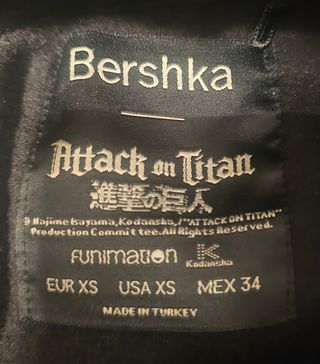 Bershka
Attack on Titan
進撃の巨人
© Hajime Isayama, Kodansha, /"ATTACK ON TITAN"
Production Committee. All Rights Reserved.
FUNIMATION K
Kodansha
EUR XS USA XS MEX 34
MADE IN TURKEY